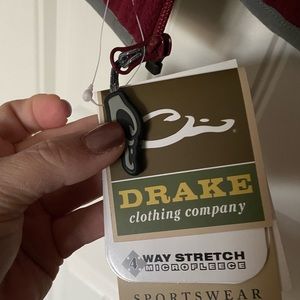 DRAKE
clothing company
4 WAY STRETCH
MICROFLEECE
SPORTSWEAR